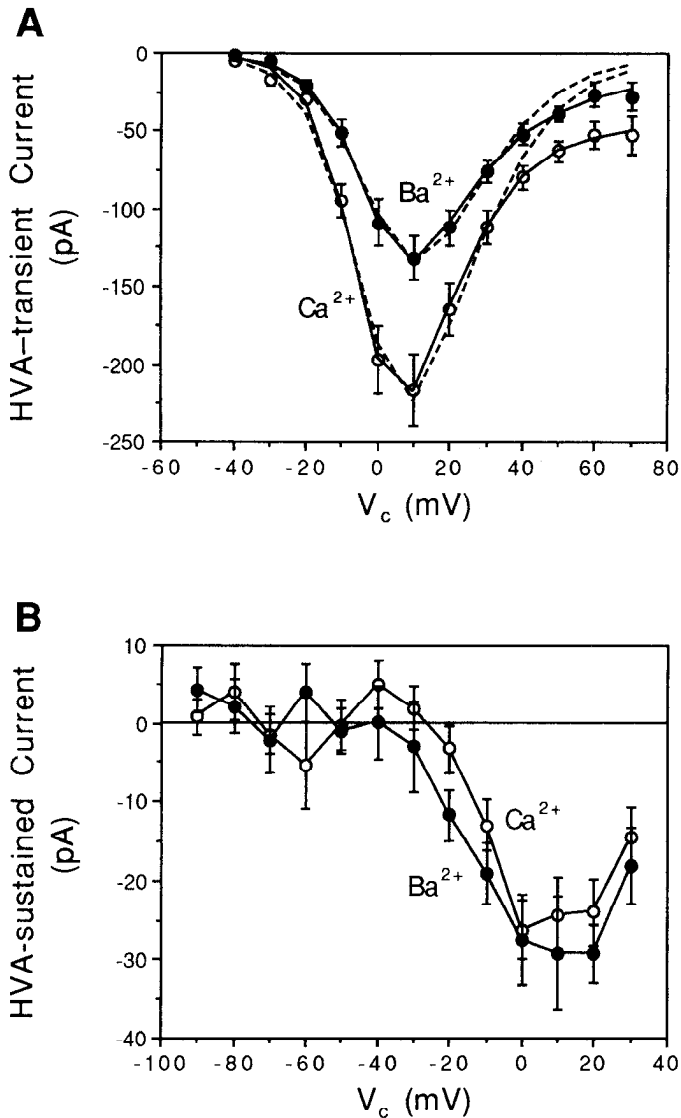 A
HVA–transient Current
(pA)
0
-50
-100
-150
-200
-250
Ba2+
Ca2+
-60 -40 -20 0 20 40 60 80
Vc (mV)
B
HVA-sustained Current
(pA)
10
0
-10
-20
-30
-40
Ca2+
Ba2+
-100 -80 -60 -40 -20 0 20 40
Vc (mV)